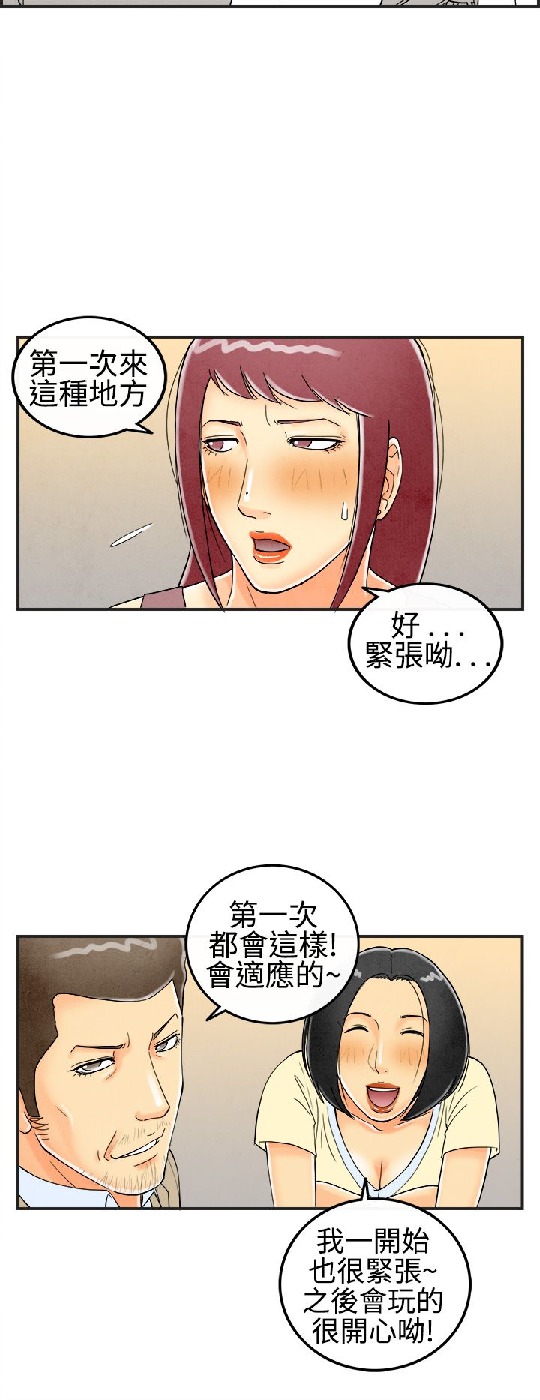 第一次來
這種地方
好...
緊張呦...
第一次
都會這樣!
會適應的~
我一開始
也很緊張~
之後會玩的
很開心呦!